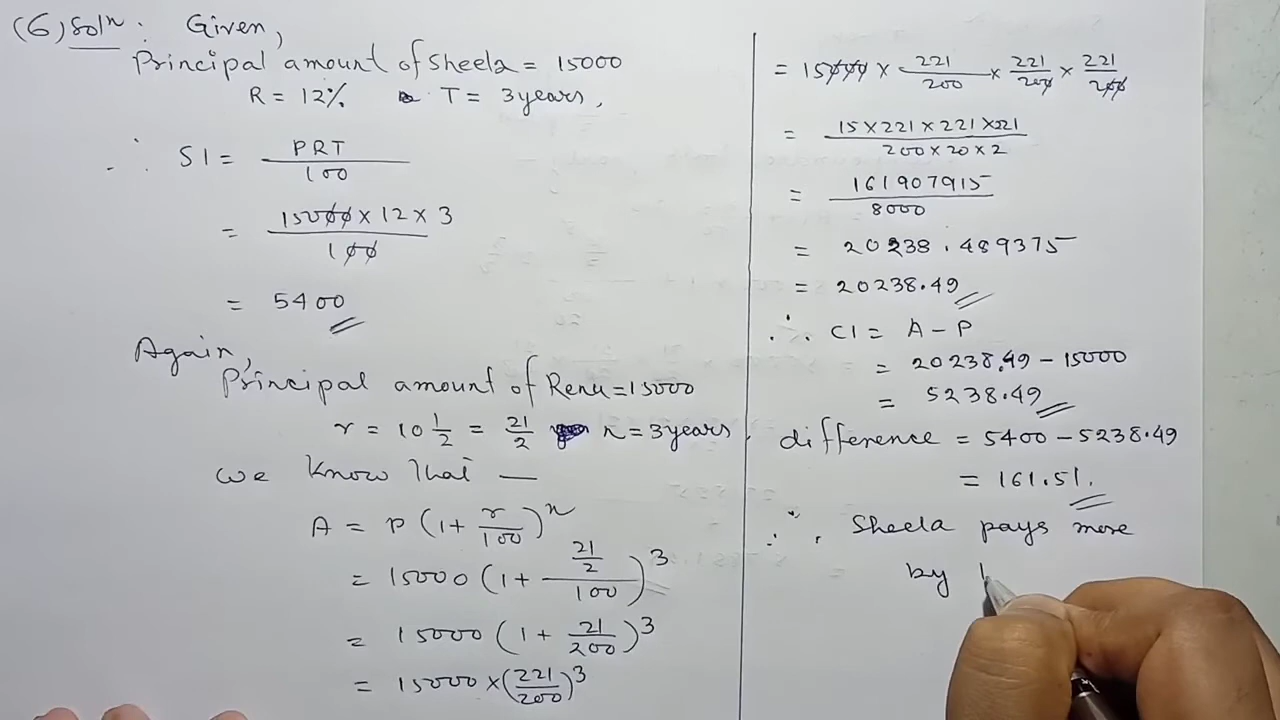 (6) Solⁿ : Given,
Principal amount of Sheela = 15000
R = 12% T = 3 years,
∴ SI = PRT / 100
= 15000 × 12 × 3 / 100
= 5400
Again,
Principal amount of Renu = 15000
r = 10 1/2 = 21/2 n = 3 years
We know that —
A = P (1 + r/100)ⁿ
= 15000 (1 + 21/2 / 100)³
= 15000 (1 + 21/200)³
= 15000 × (221/200)³
= 15000 × 221/200 × 221/200 × 221/200
= 15 × 221 × 221 × 221 / 200 × 20 × 2
= 161907915 / 8000
= 20238.489375
= 20238.49
∴ CI = A – P
= 20238.49 – 15000
= 5238.49
difference = 5400 – 5238.49
= 161.51.
∴ Sheela pays more
by